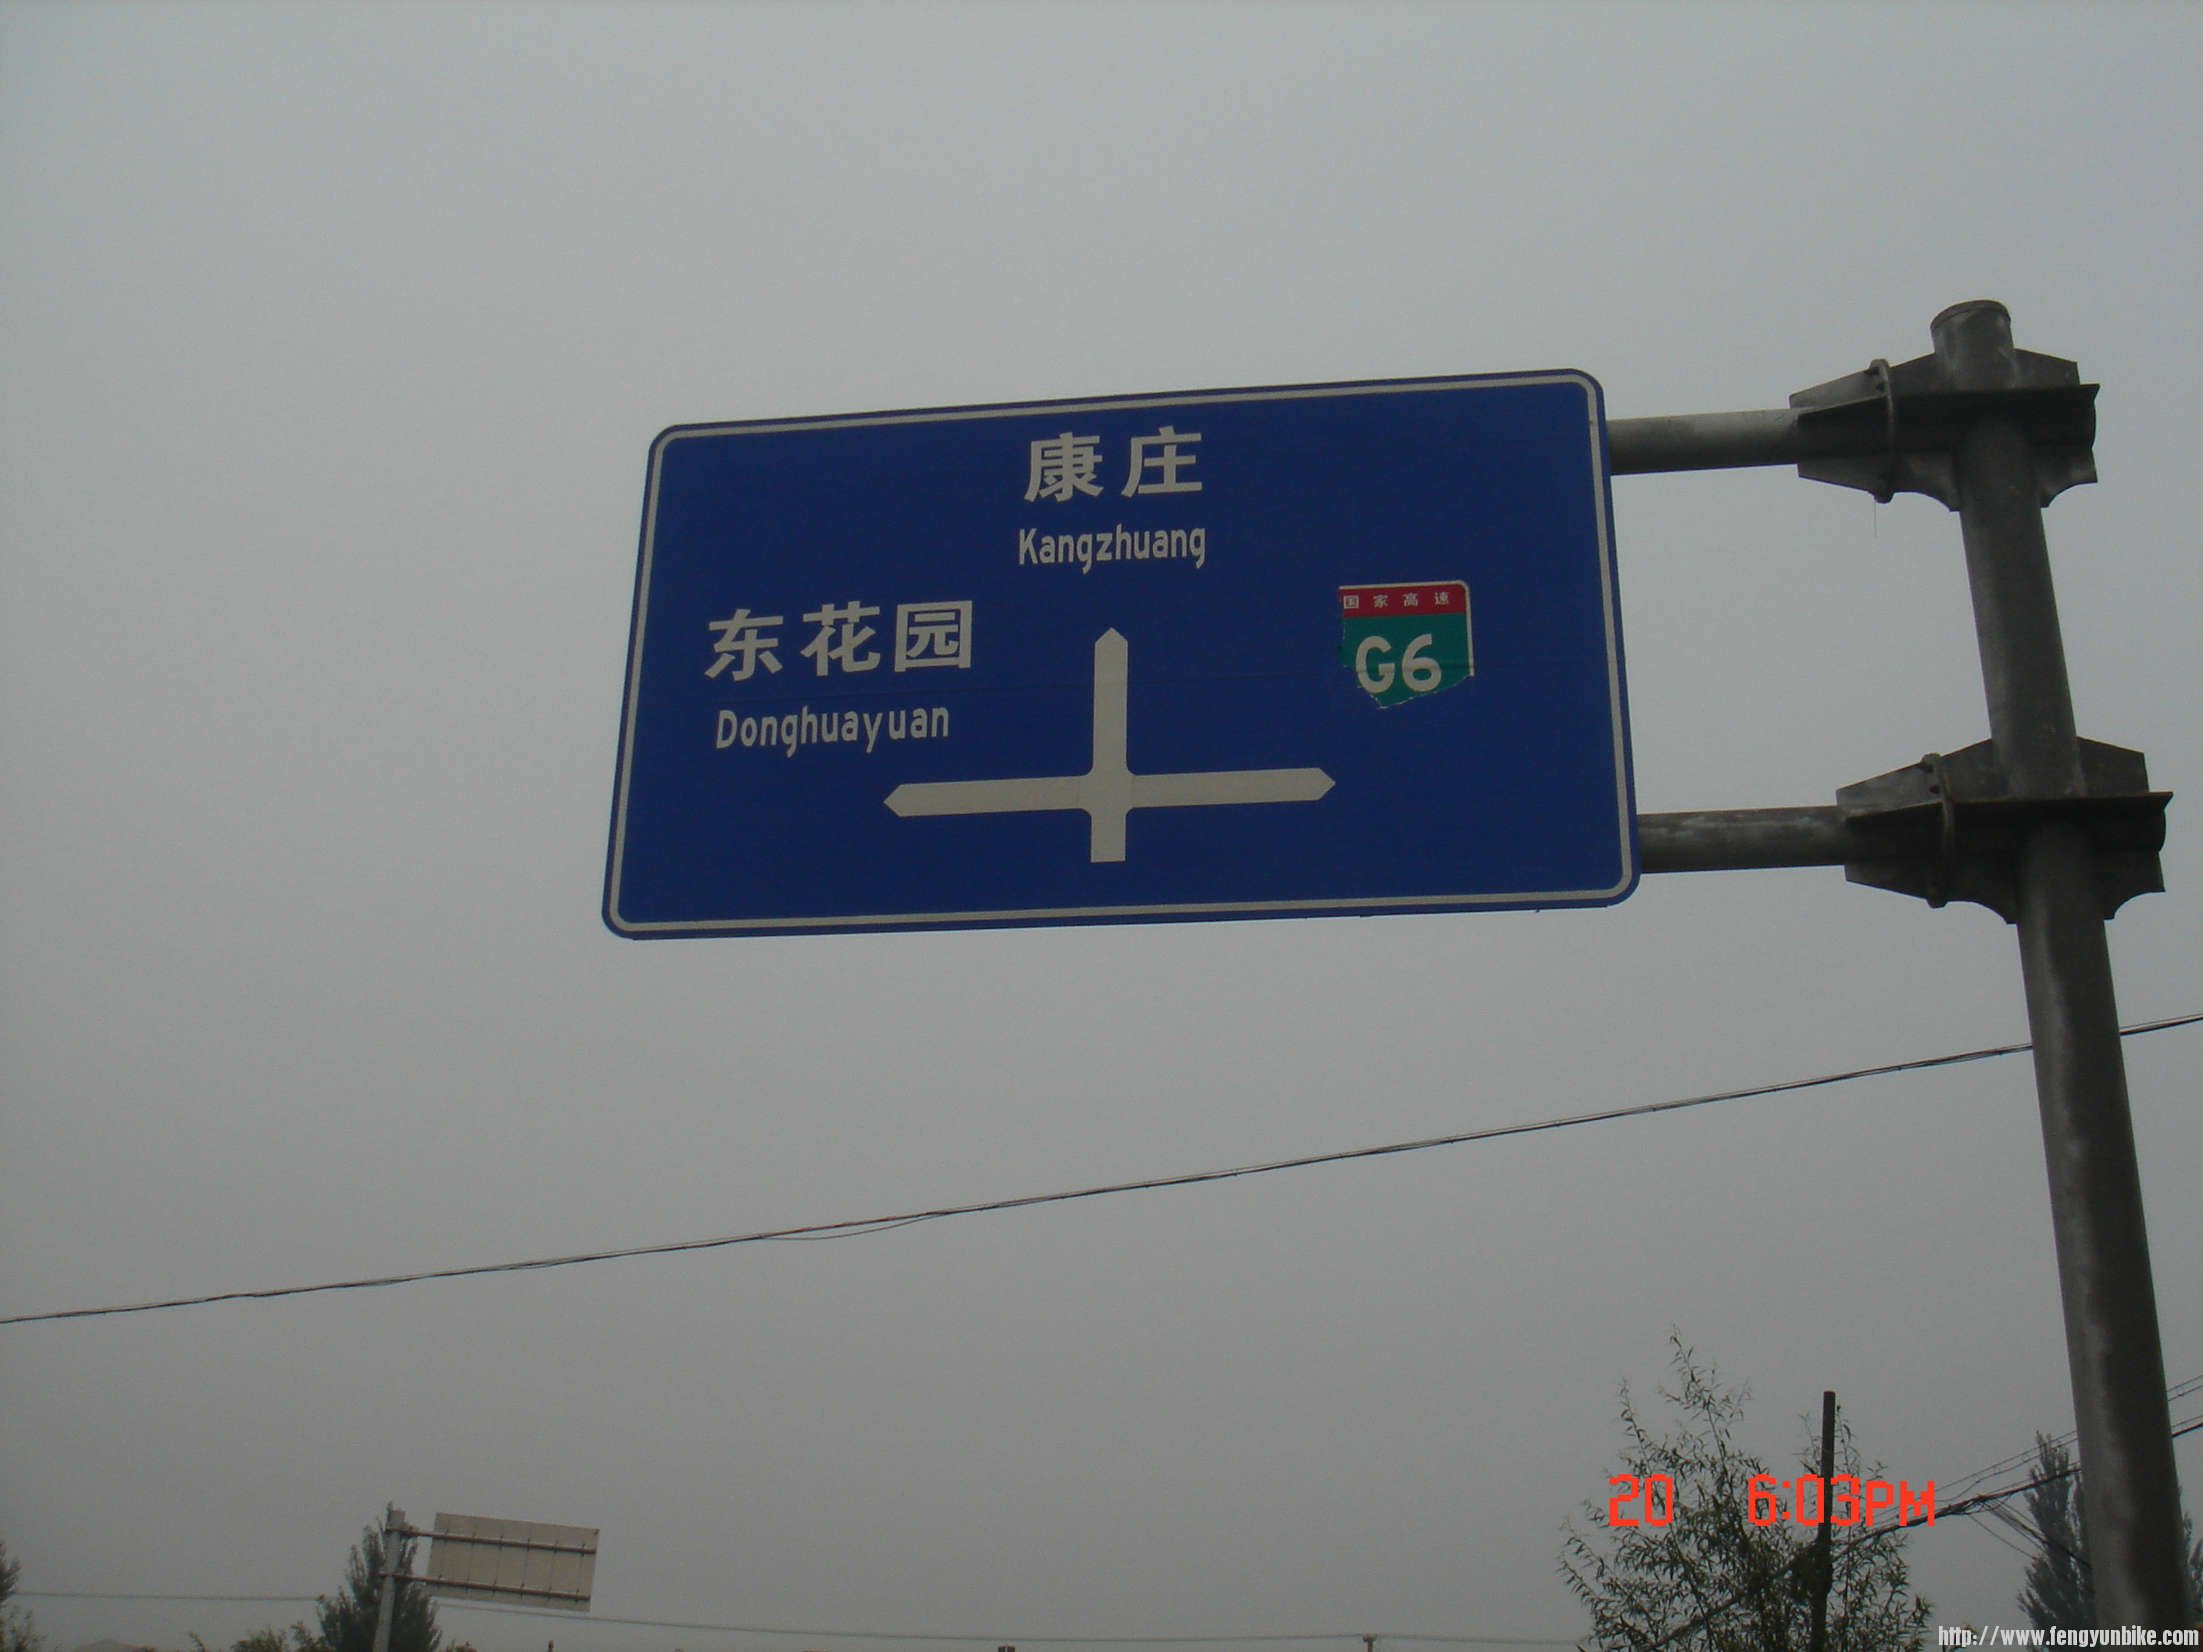 康庄
Kangzhuang
国家高速
G6
东花园
Donghuayuan
20 6:03PM
http://www.fengyunbike.com